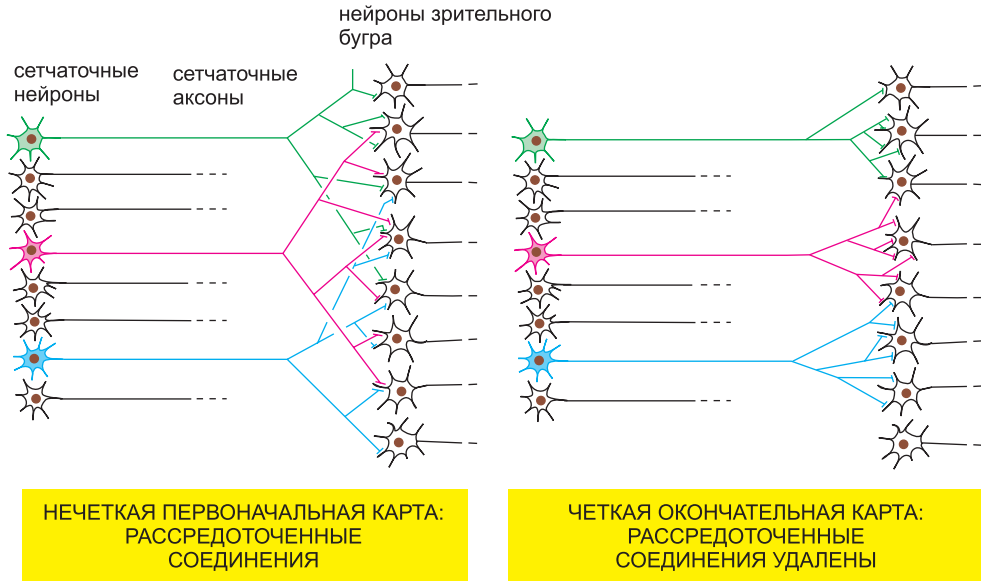 нейроны зрительного
бугра
сетчаточные
нейроны
сетчаточные
аксоны
НЕЧЕТКАЯ ПЕРВОНАЧАЛЬНАЯ КАРТА:
РАССРЕДОТОЧЕННЫЕ
СОЕДИНЕНИЯ
ЧЕТКАЯ ОКОНЧАТЕЛЬНАЯ КАРТА:
РАССРЕДОТОЧЕННЫЕ
СОЕДИНЕНИЯ УДАЛЕНЫ